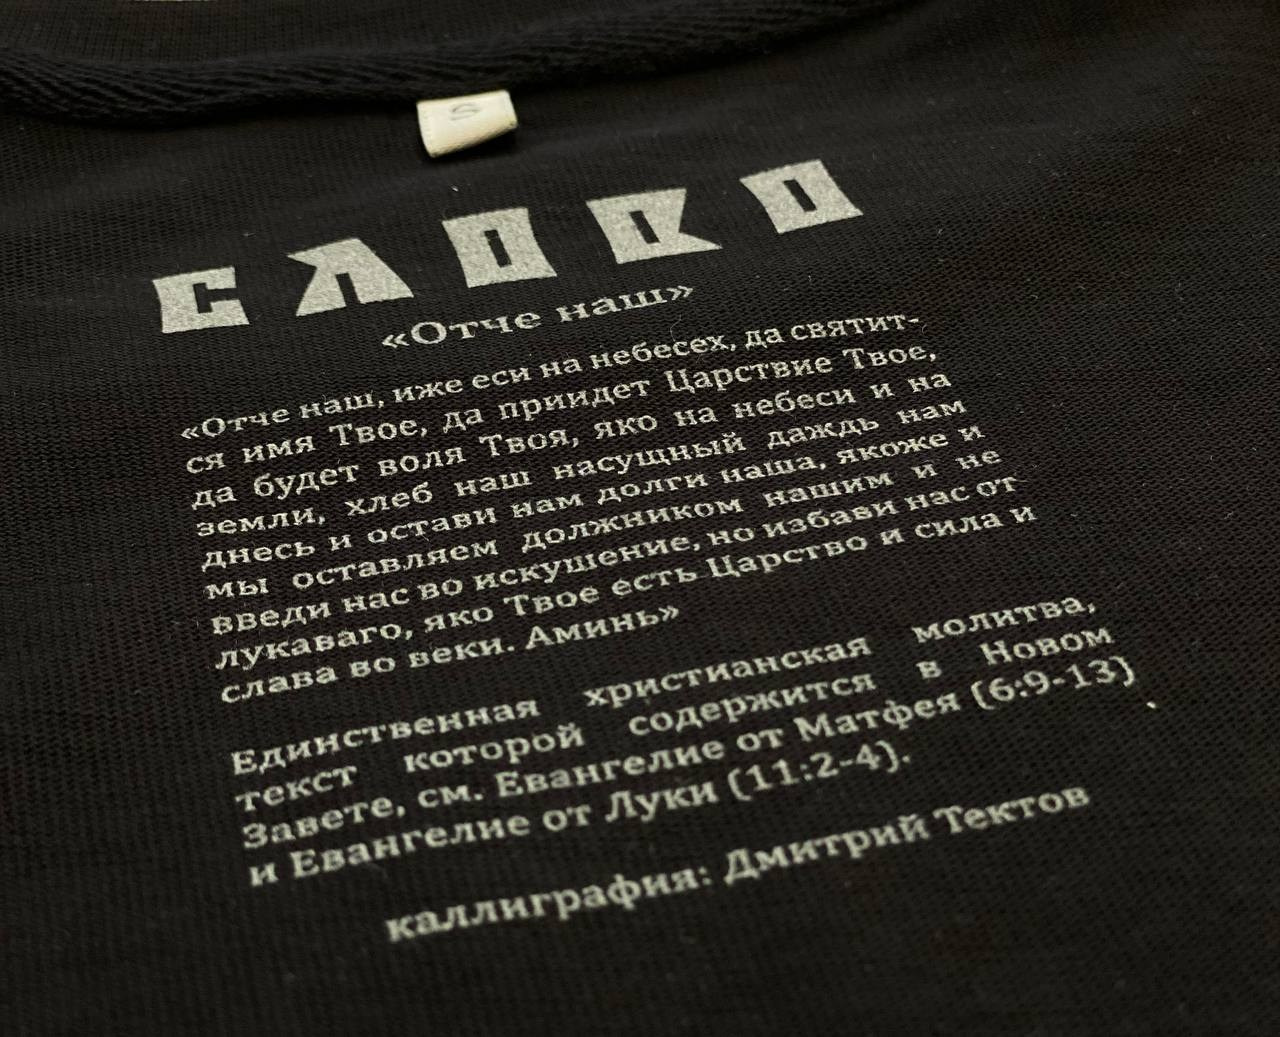 S
СЛОВО
«Отче наш»
«Отче наш, иже еси на небесех, да святит-
ся имя Твое, да приидет Царствие Твое,
да будет воля Твоя, яко на небеси и на
земли, хлеб наш насущный даждь нам
днесь и остави нам долги наша, якоже и
мы оставляем должником нашим и не
введи нас во искушение, но избави нас от
лукаваго, яко Твое есть Царство и сила и
слава во веки. Аминь»
Единственная христианская молитва,
текст которой содержится в Новом
Завете, см. Евангелие от Матфея (6:9-13)
и Евангелие от Луки (11:2-4).
каллиграфия: Дмитрий Тектов